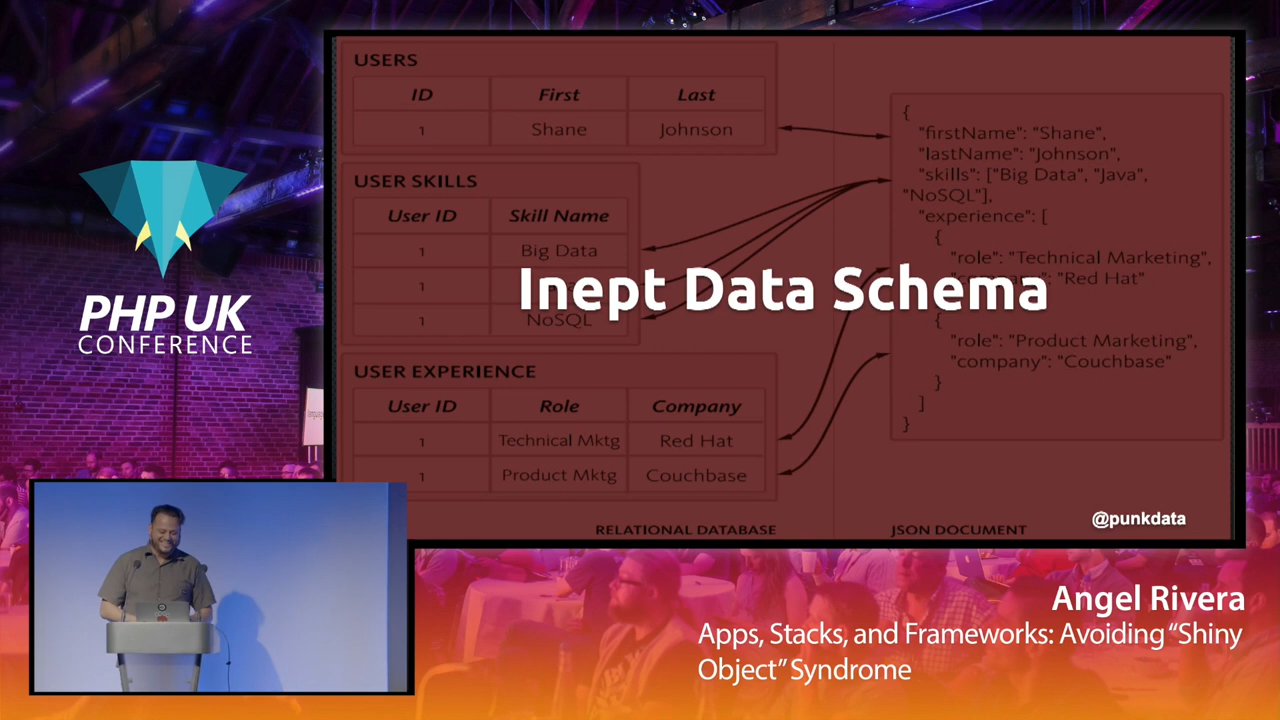 USERS
ID First Last
1 Shane Johnson
USER SKILLS
User ID Skill Name
1 Big Data
1
1 NoSQL
USER EXPERIENCE
User ID Role Company
1 Technical Mktg Red Hat
1 Product Mktg Couchbase
RELATIONAL DATABASE
{
"firstName": "Shane",
"lastName": "Johnson",
"skills": ["Big Data", "Java",
"NoSQL"],
"experience": [
{
"role": "Technical Marketing",
"company": "Red Hat"
{
"role": "Product Marketing",
"company": "Couchbase"
}
]
}
JSON DOCUMENT
Inept Data Schema
@punkdata
PHP UK
CONFERENCE
Angel Rivera
Apps, Stacks, and Frameworks: Avoiding “Shiny
Object” Syndrome